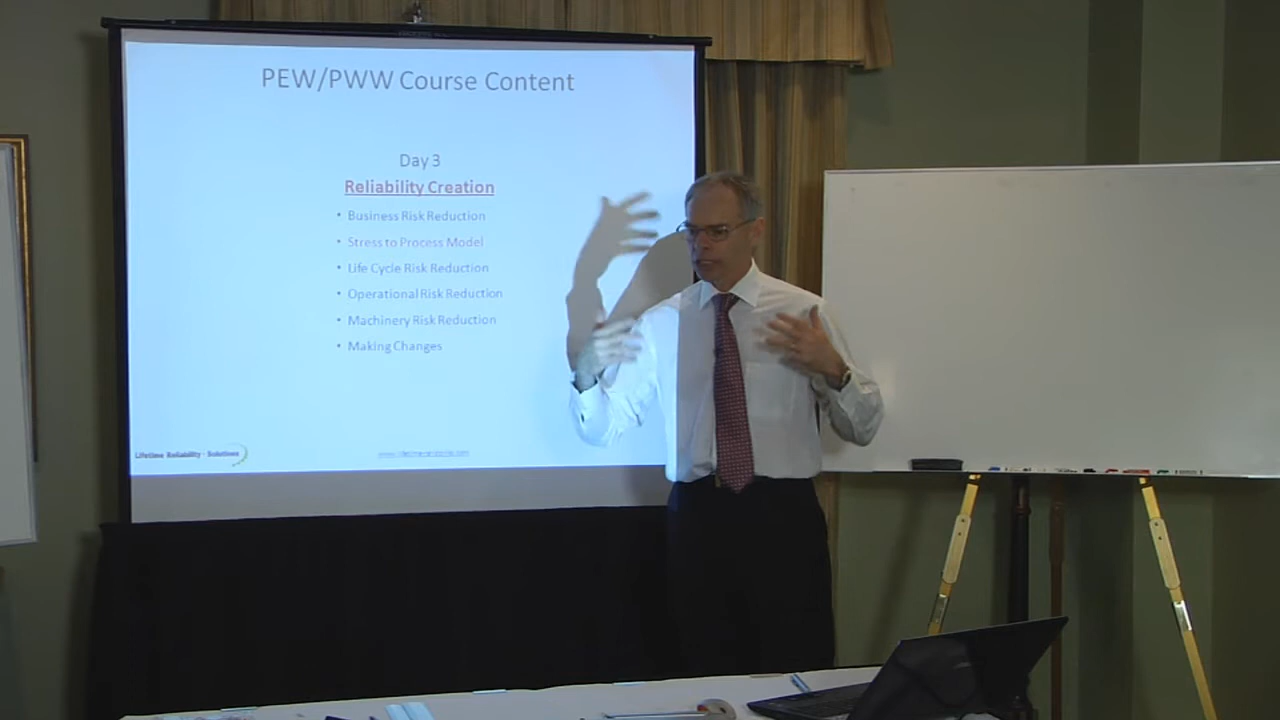 PEW/PWW Course Content
Day 3
Reliability Creation
• Business Risk Reduction
• Stress to Process Model
• Life Cycle Risk Reduction
• Operational Risk Reduction
• Machinery Risk Reduction
• Making Changes
Lifetime Reliability - Solutions